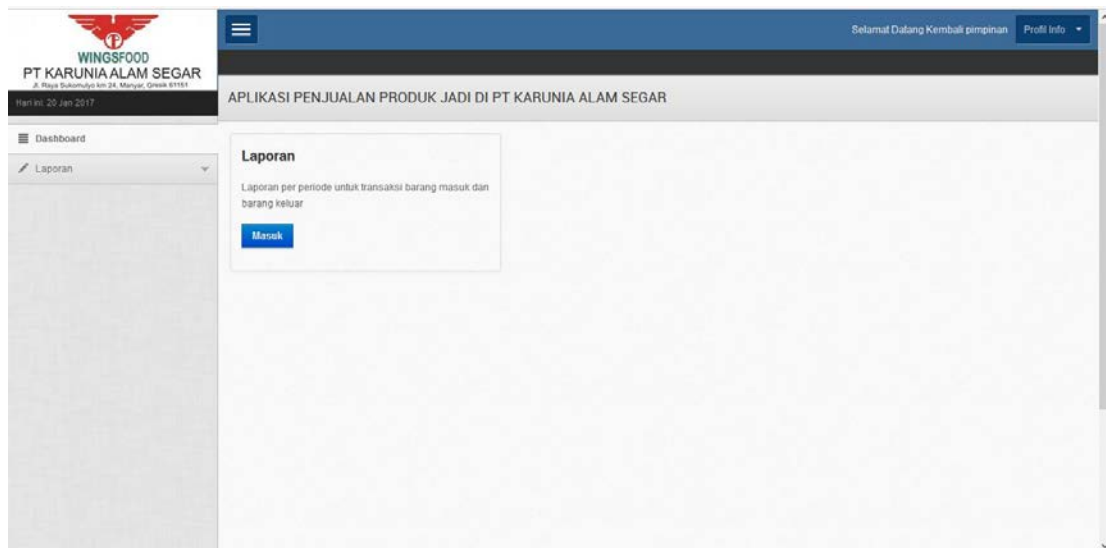 WINGSFOOD
PT KARUNIA ALAM SEGAR
Jl. Raya Sukomulyo km 24, Manyar, Gresik 61151
Hari ini: 20 Jan 2017
Selamat Datang Kembali pimpinan
Profil Info
APLIKASI PENJUALAN PRODUK JADI DI PT KARUNIA ALAM SEGAR
Dashboard
Laporan
Laporan
Laporan per periode untuk transaksi barang masuk dan
barang keluar
Masuk